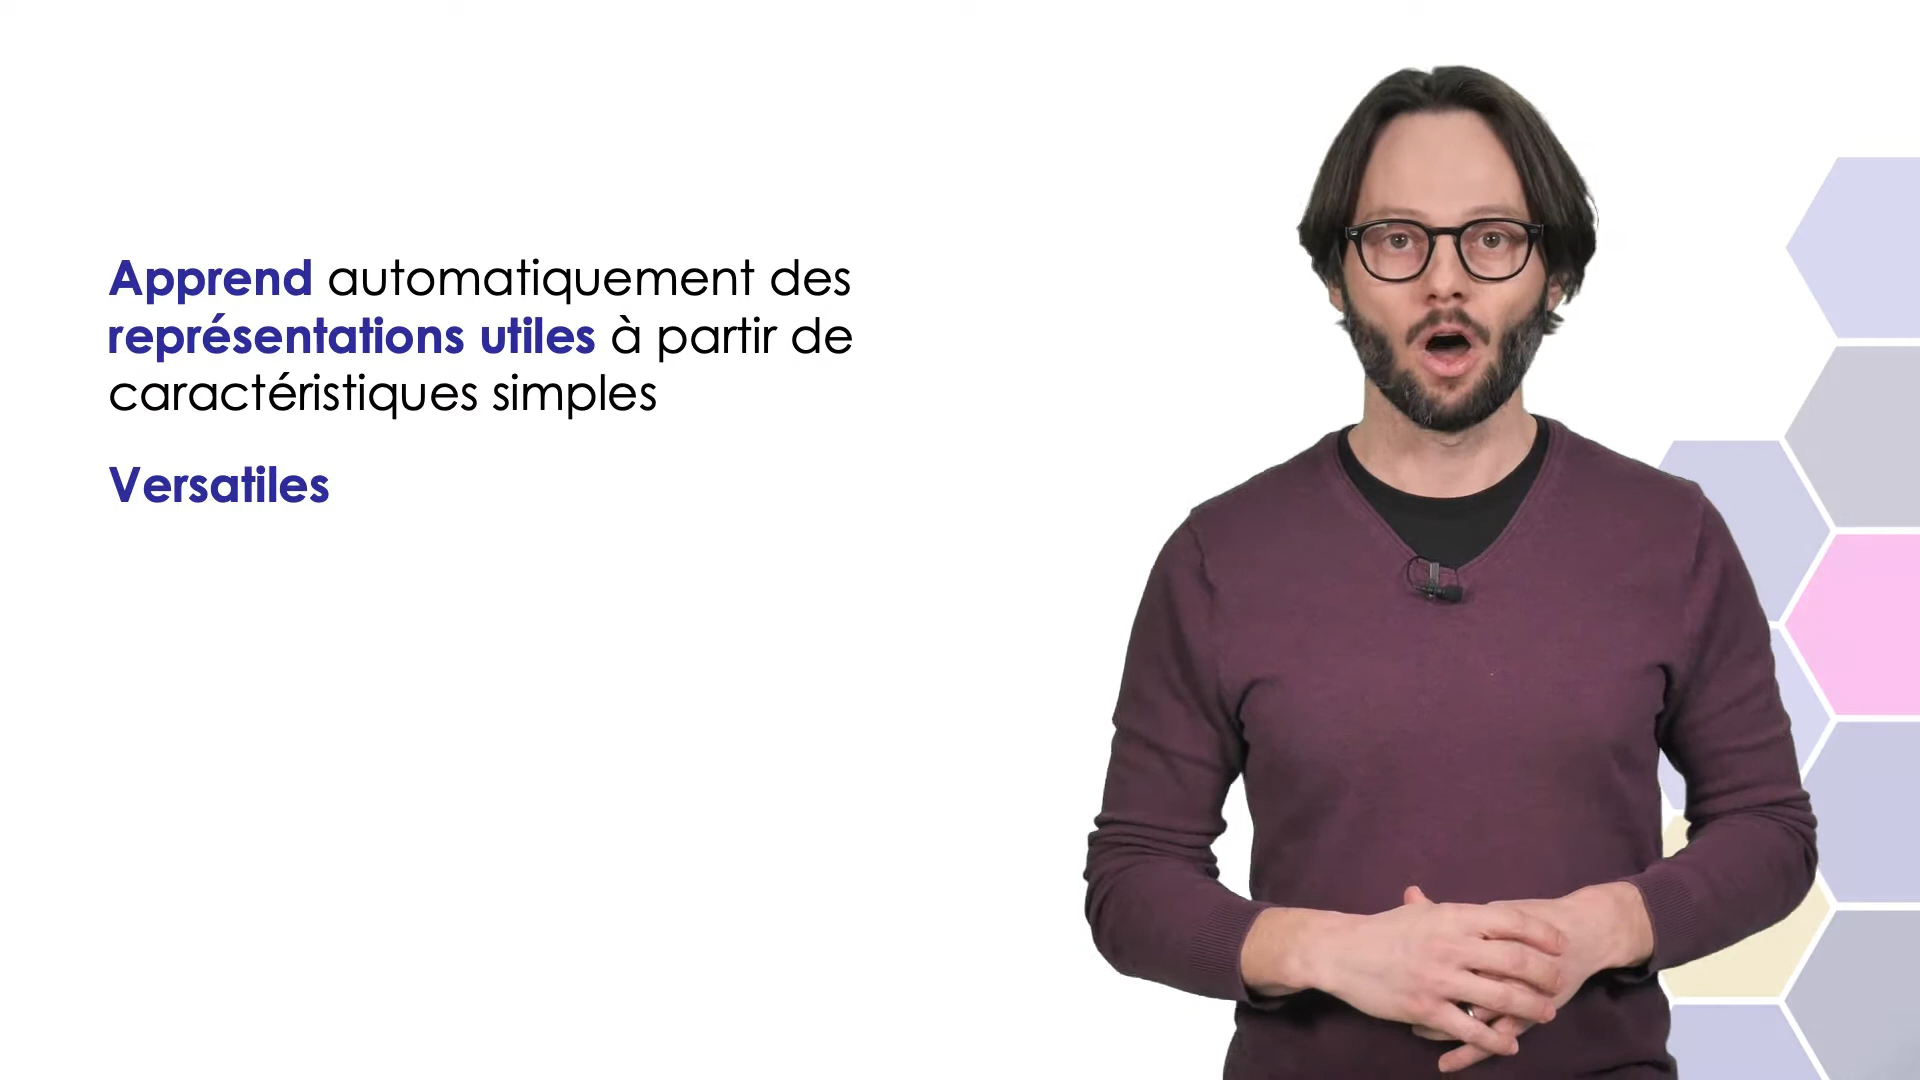 Apprend automatiquement des
représentations utiles à partir de
caractéristiques simples
Versatiles